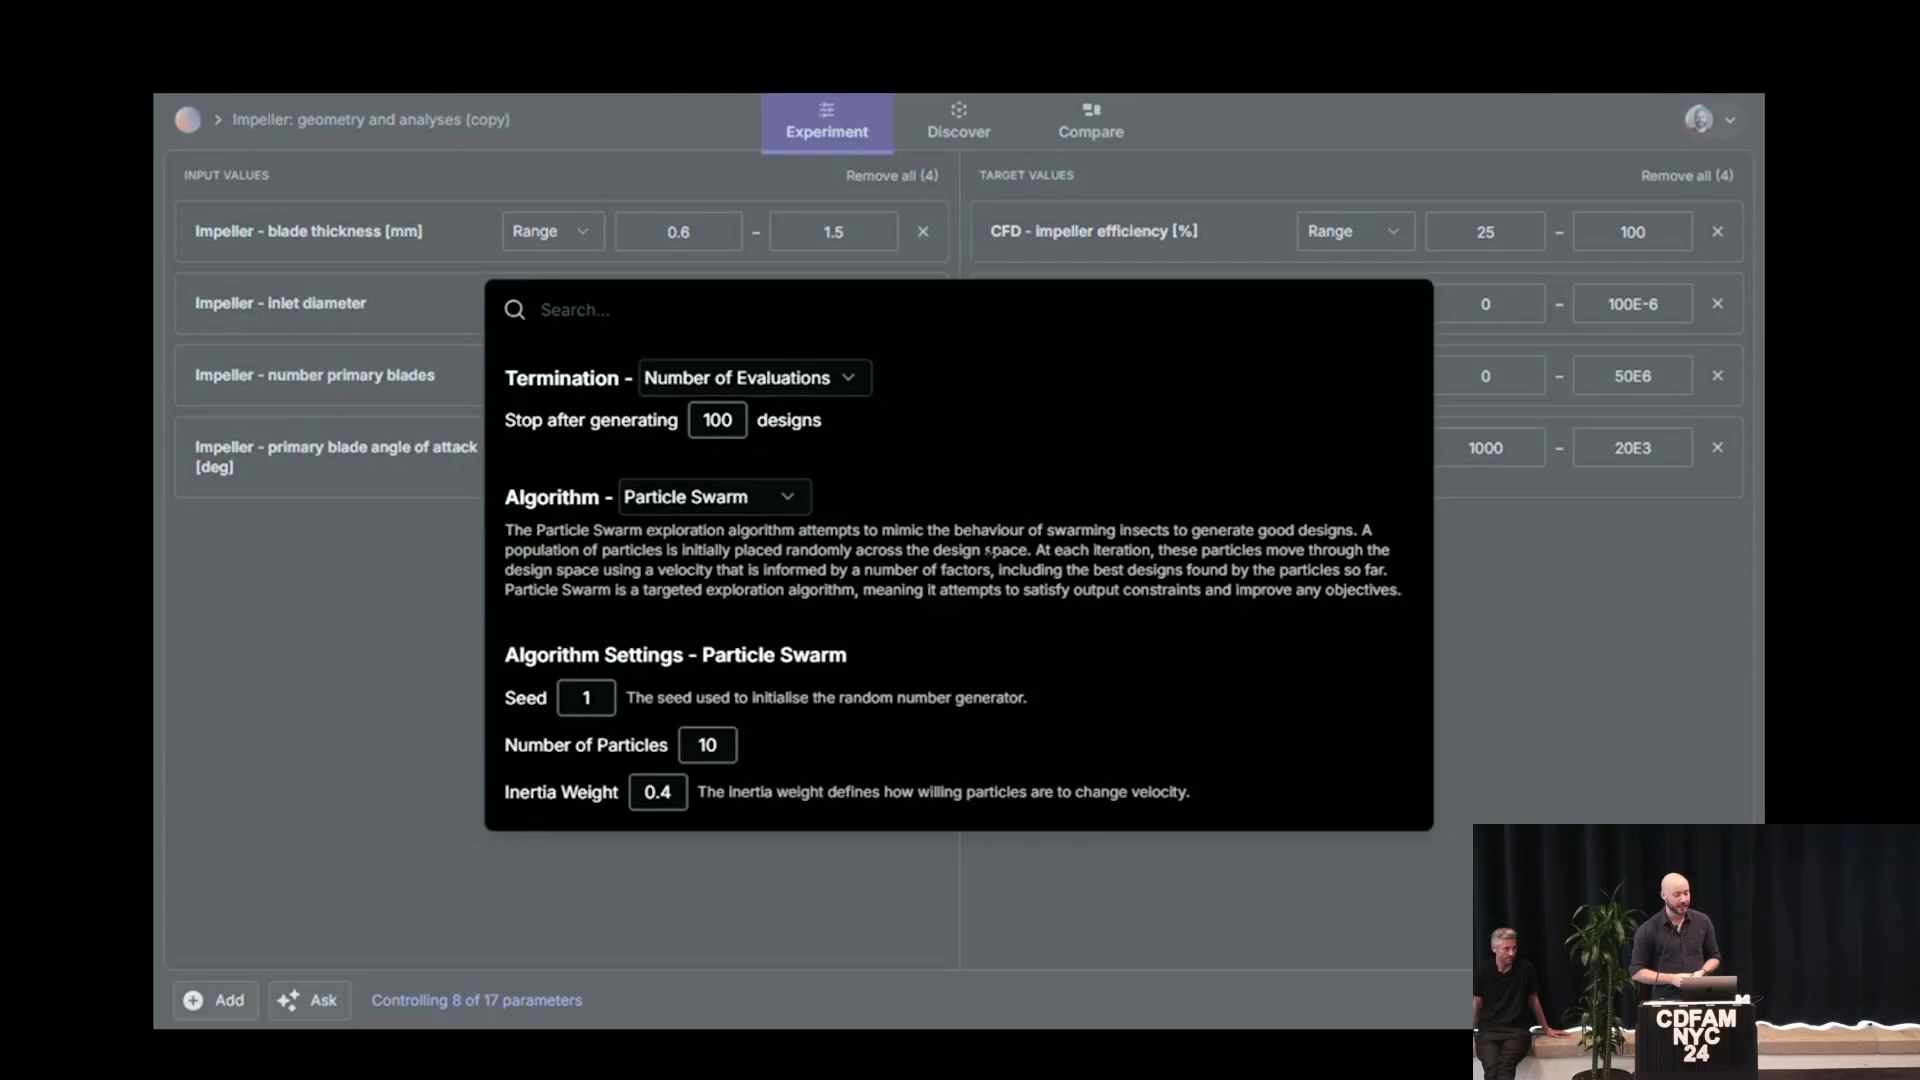 Impeller: geometry and analyses (copy)
Experiment
Discover
Compare
INPUT VALUES
Remove all (4)
TARGET VALUES
Remove all (4)
Impeller - blade thickness [mm]
Range
0.6
-
1.5
CFD - impeller efficiency [%]
Range
25
-
100
Impeller - inlet diameter
0
-
100E-6
Impeller - number primary blades
0
-
50E6
Impeller - primary blade angle of attack
[deg]
1000
-
20E3
Search...
Termination - Number of Evaluations
Stop after generating 100 designs
Algorithm - Particle Swarm
The Particle Swarm exploration algorithm attempts to mimic the behaviour of swarming insects to generate good designs. A
population of particles is initially placed randomly across the design space. At each iteration, these particles move through the
design space using a velocity that is informed by a number of factors, including the best designs found by the particles so far.
Particle Swarm is a targeted exploration algorithm, meaning it attempts to satisfy output constraints and improve any objectives.
Algorithm Settings - Particle Swarm
Seed 1 The seed used to initialise the random number generator.
Number of Particles 10
Inertia Weight 0.4 The inertia weight defines how willing particles are to change velocity.
Add
Ask
Controlling 8 of 17 parameters
CDFAM
NYC
24